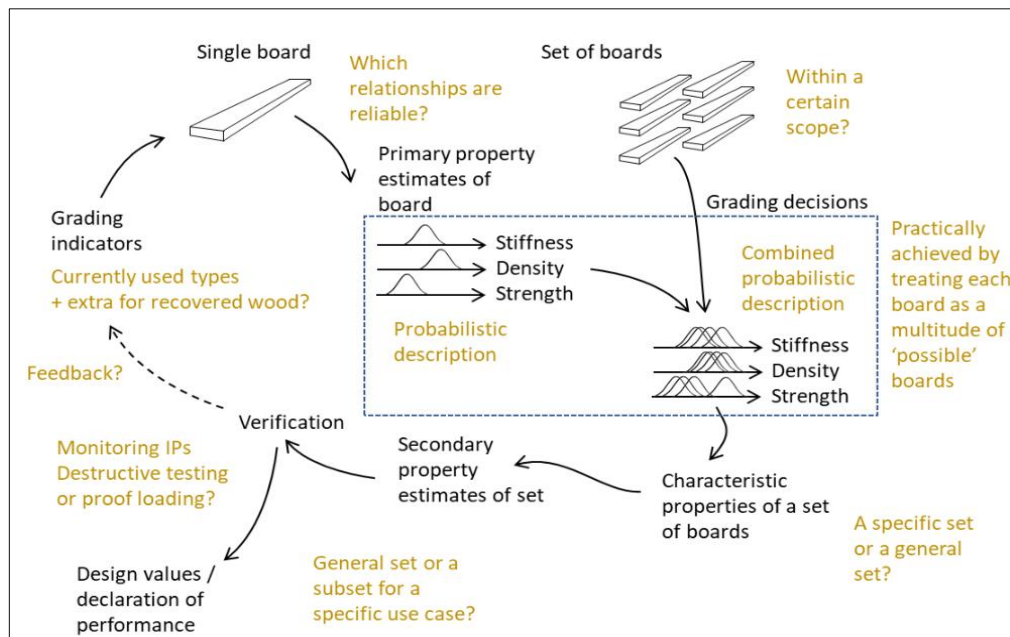 Single board
Which
relationships are
reliable?
Set of boards
Within a
certain
scope?
Primary property
estimates of
board
Grading decisions
Grading
indicators
Currently used types
+ extra for recovered wood?
Stiffness
Density
Strength
Probabilistic
description
Combined
probabilistic
description
Stiffness
Density
Strength
Practically
achieved by
treating each
board as a
multitude of
‘possible’
boards
Feedback?
Verification
Monitoring IPs
Destructive testing
or proof loading?
Secondary
property
estimates of set
Characteristic
properties of a set
of boards
A specific set
or a general
set?
General set or a
subset for a
specific use case?
Design values /
declaration of
performance